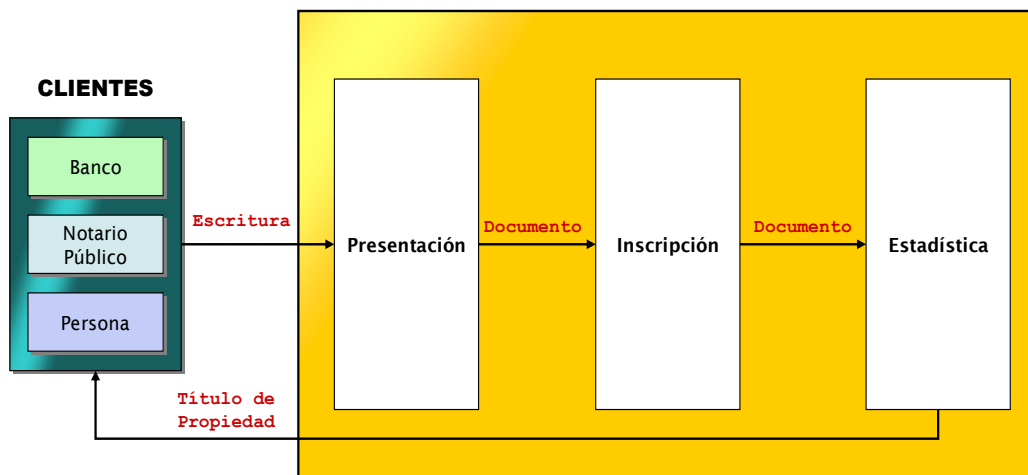 CLIENTES
Banco
Notario
Público
Persona
Escritura
Presentación
Documento
Inscripción
Documento
Estadística
Título de
Propiedad